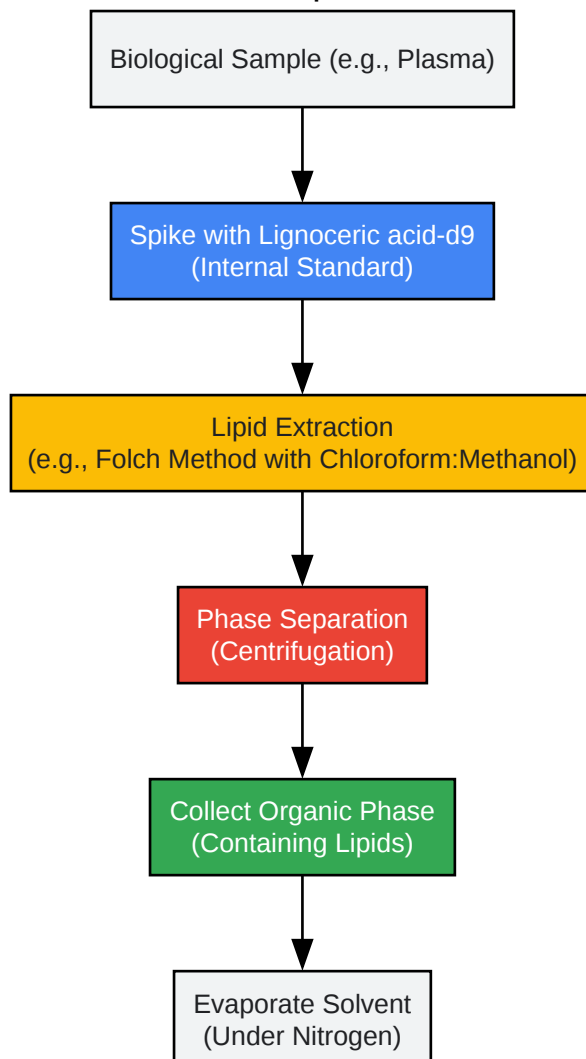 Biological Sample (e.g., Plasma)
Spike with Lignoceric acid-d9
(Internal Standard)
Lipid Extraction
(e.g., Folch Method with Chloroform:Methanol)
Phase Separation
(Centrifugation)
Collect Organic Phase
(Containing Lipids)
Evaporate Solvent
(Under Nitrogen)